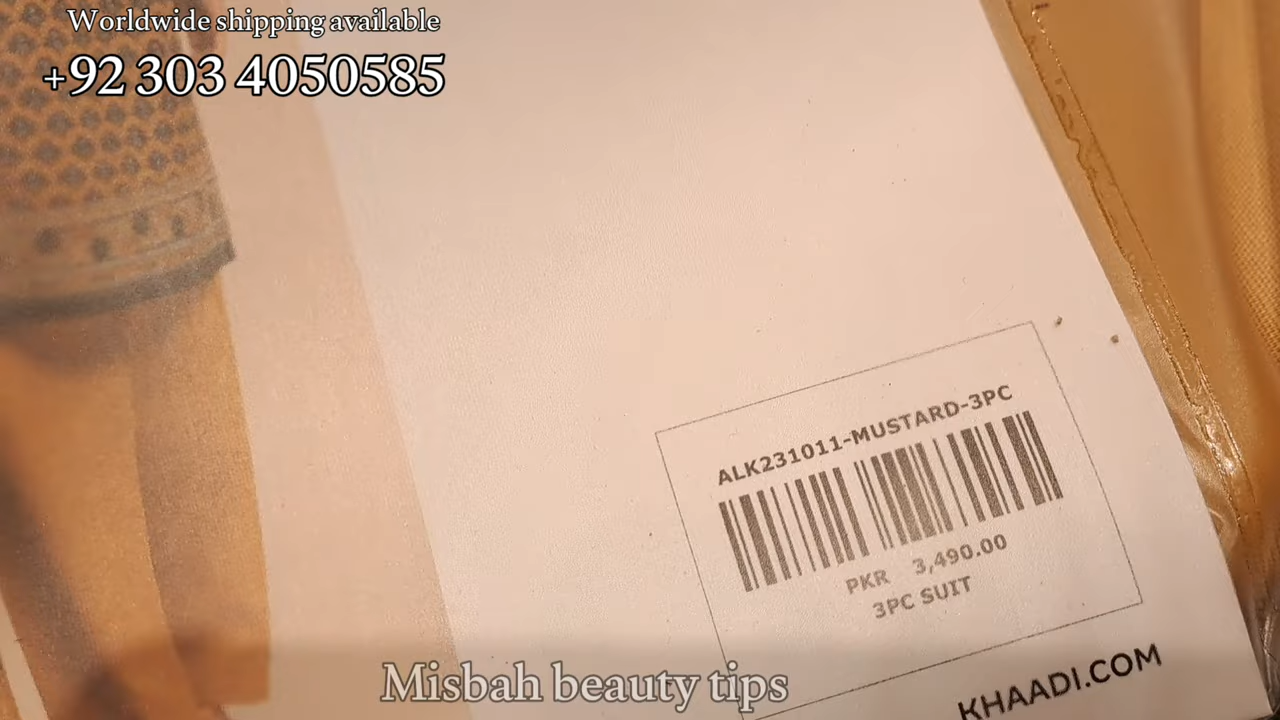 Worldwide shipping available
+92 303 4050585
ALK231011-MUSTARD-3PC
PKR 3,490.00
3PC SUIT
KHAADI.COM
Misbah beauty tips